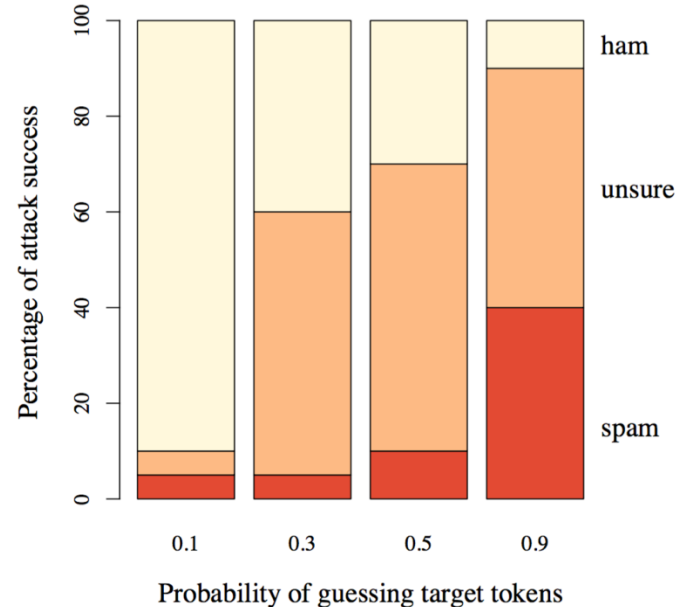 Percentage of attack success
100
80
60
40
20
0
ham
unsure
spam
0.1 0.3 0.5 0.9
Probability of guessing target tokens